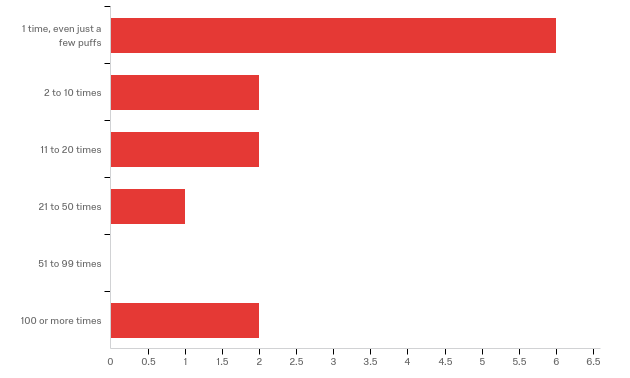 1 time, even just a
few puffs
2 to 10 times
11 to 20 times
21 to 50 times
51 to 99 times
100 or more times
0 0.5 1 1.5 2 2.5 3 3.5 4 4.5 5 5.5 6 6.5